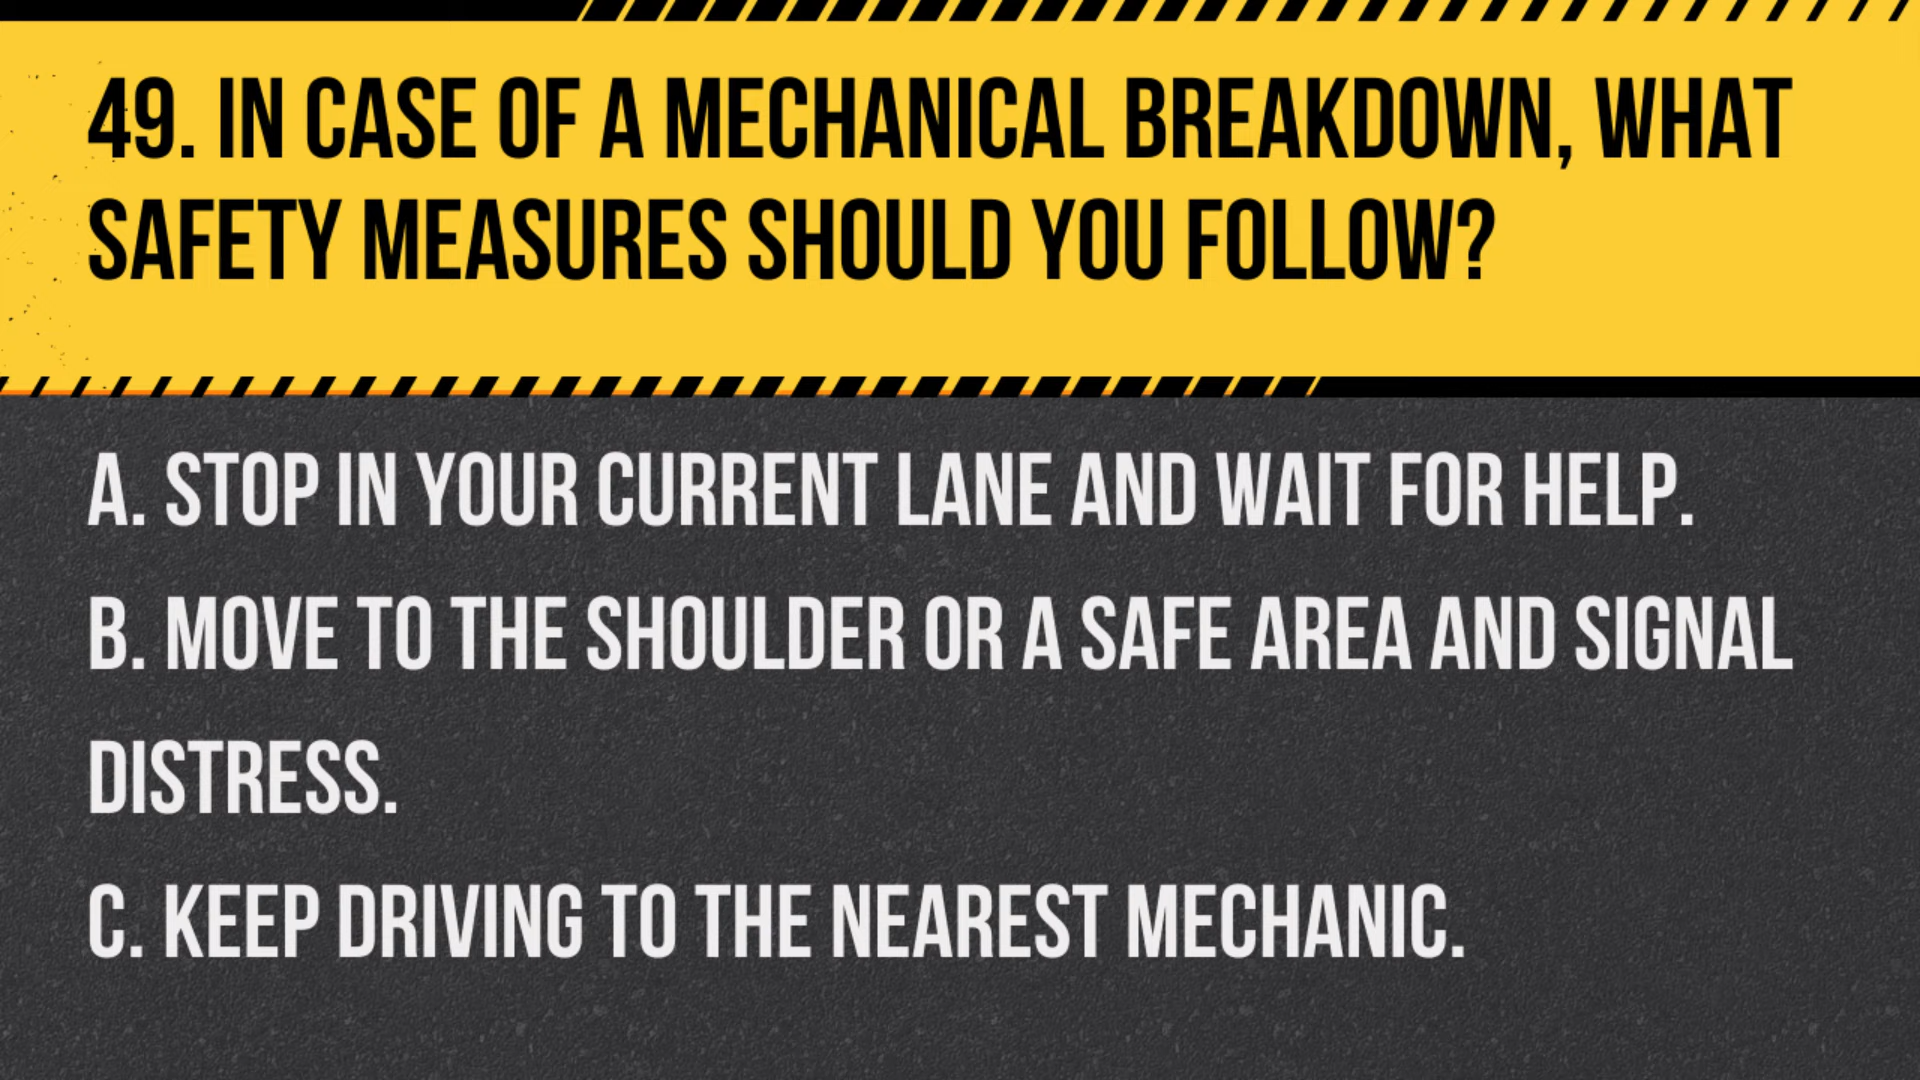 49. IN CASE OF A MECHANICAL BREAKDOWN, WHAT
SAFETY MEASURES SHOULD YOU FOLLOW?
A. STOP IN YOUR CURRENT LANE AND WAIT FOR HELP.
B. MOVE TO THE SHOULDER OR A SAFE AREA AND SIGNAL
DISTRESS.
C. KEEP DRIVING TO THE NEAREST MECHANIC.